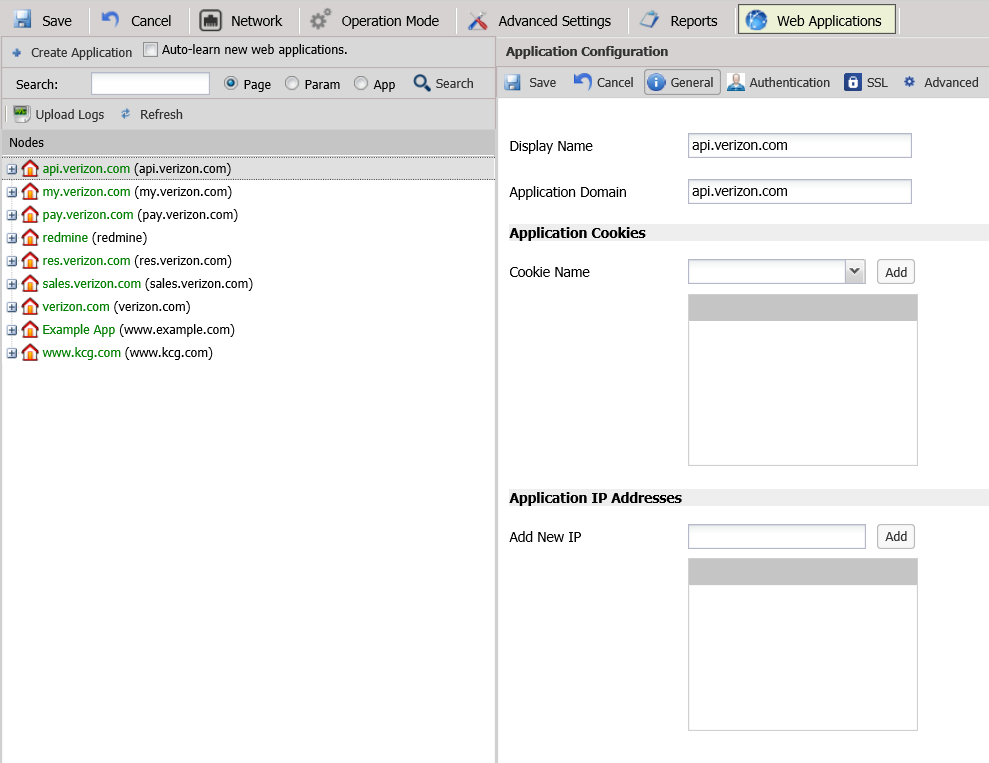 Save Cancel Network Operation Mode Advanced Settings Reports Web Applications
Create Application Auto-learn new web applications.
Search: Page Param App Search
Upload Logs Refresh
Nodes
api.verizon.com (api.verizon.com)
my.verizon.com (my.verizon.com)
pay.verizon.com (pay.verizon.com)
redmine (redmine)
res.verizon.com (res.verizon.com)
sales.verizon.com (sales.verizon.com)
verizon.com (verizon.com)
Example App (www.example.com)
www.kcg.com (www.kcg.com)
Application Configuration
Save Cancel General Authentication SSL Advanced
Display Name api.verizon.com
Application Domain api.verizon.com
Application Cookies
Cookie Name Add
Application IP Addresses
Add New IP Add